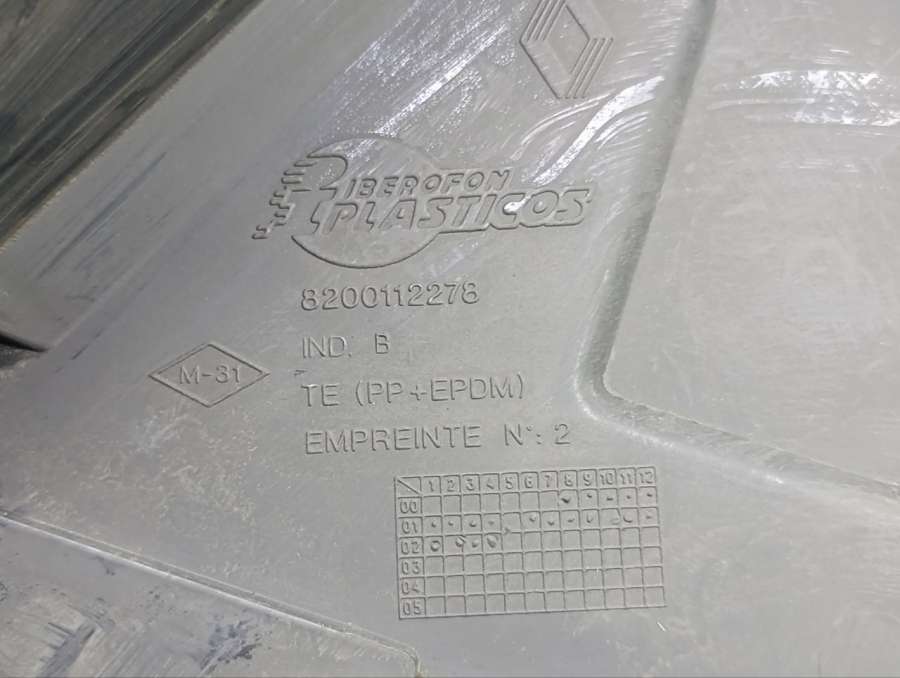 IBEROFON
PLASTICOS
8200112278
IND. B
M-31
TE (PP+EPDM)
EMPREINTE N°: 2
1 2 3 4 5 6 7 8 9 10 11 12
00
01
02
03
04
05